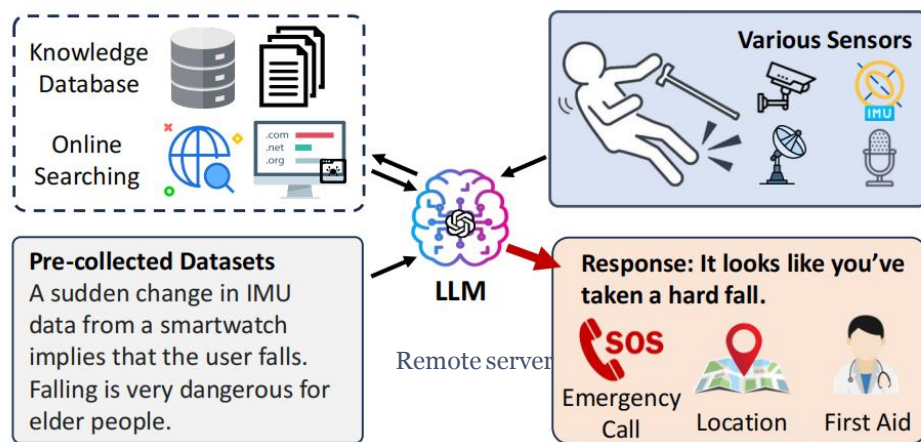 Knowledge
Database
Online
Searching
.com
.net
.org
Various Sensors
IMU
LLM
Pre-collected Datasets
A sudden change in IMU
data from a smartwatch
implies that the user falls.
Falling is very dangerous for
elder people.
Remote server
Response: It looks like you’ve
taken a hard fall.
SOS
Emergency
Call
Location
First Aid